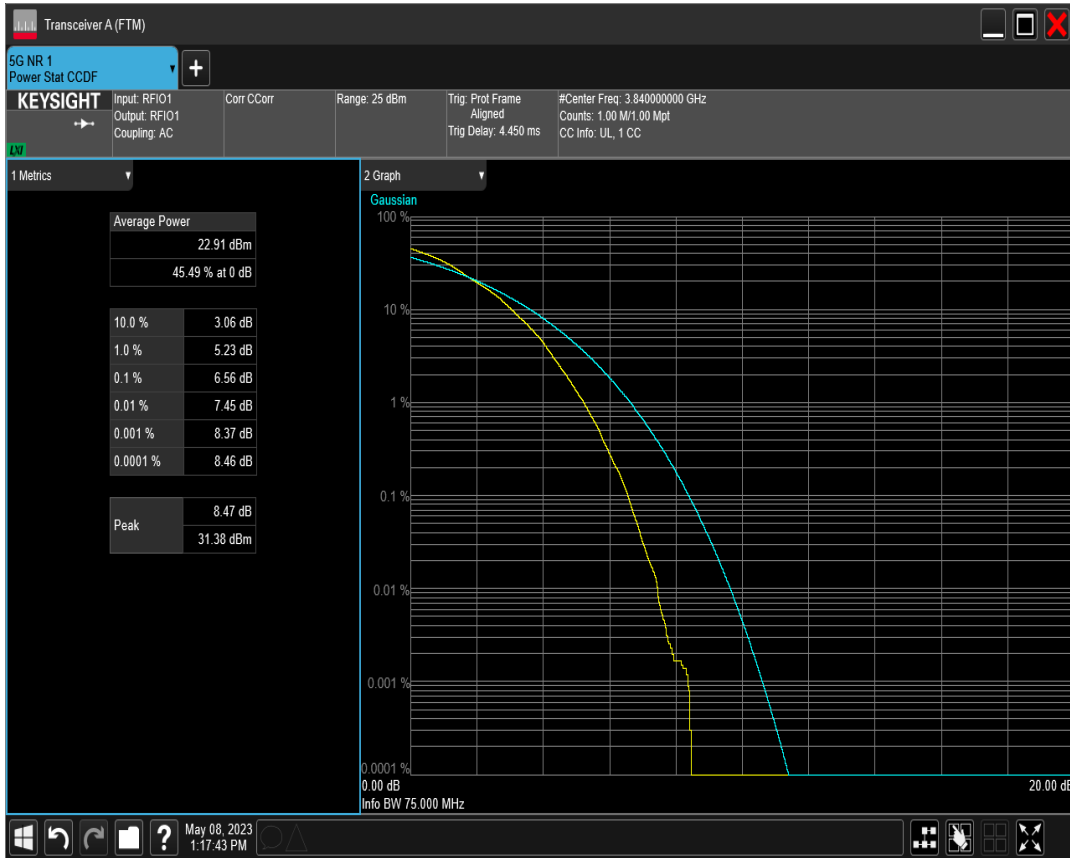 Transceiver A (FTM)
5G NR 1
Power Stat CCDF
+
KEYSIGHT
LXI
Input: RFIO1
Output: RFIO1
Coupling: AC
Corr CCorr
Range: 25 dBm
Trig: Prot Frame
Aligned
Trig Delay: 4.450 ms
#Center Freq: 3.840000000 GHz
Counts: 1.00 M/1.00 Mpt
CC Info: UL, 1 CC
1 Metrics
Average Power
22.91 dBm
45.49 % at 0 dB
10.0 % 3.06 dB
1.0 % 5.23 dB
0.1 % 6.56 dB
0.01 % 7.45 dB
0.001 % 8.37 dB
0.0001 % 8.46 dB
Peak
8.47 dB
31.38 dBm
2 Graph
Gaussian
100 %
10 %
1 %
0.1 %
0.01 %
0.001 %
0.0001 %
0.00 dB
20.00 dB
Info BW 75.000 MHz
?
May 08, 2023
1:17:43 PM